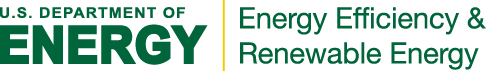 U.S. DEPARTMENT OF
ENERGY
Energy Efficiency &
Renewable Energy